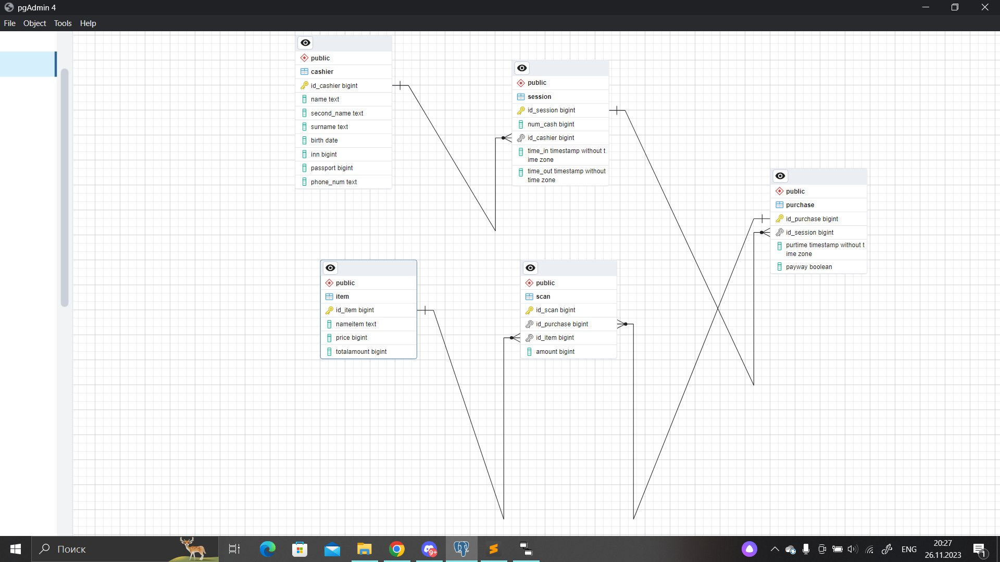 pgAdmin 4
File Object Tools Help
public
cashier
id_cashier bigint
name text
second_name text
surname text
birth date
inn bigint
passport bigint
phone_num text
public
session
id_session bigint
num_cash bigint
id_cashier bigint
time_in timestamp without t
ime zone
time_out timestamp without
time zone
public
purchase
id_purchase bigint
id_session bigint
purtime timestamp without t
ime zone
payway boolean
public
item
id_item bigint
nameitem text
price bigint
totalamount bigint
public
scan
id_scan bigint
id_purchase bigint
id_item bigint
amount bigint
Поиск
9+
ENG
20:27
26.11.2023
1